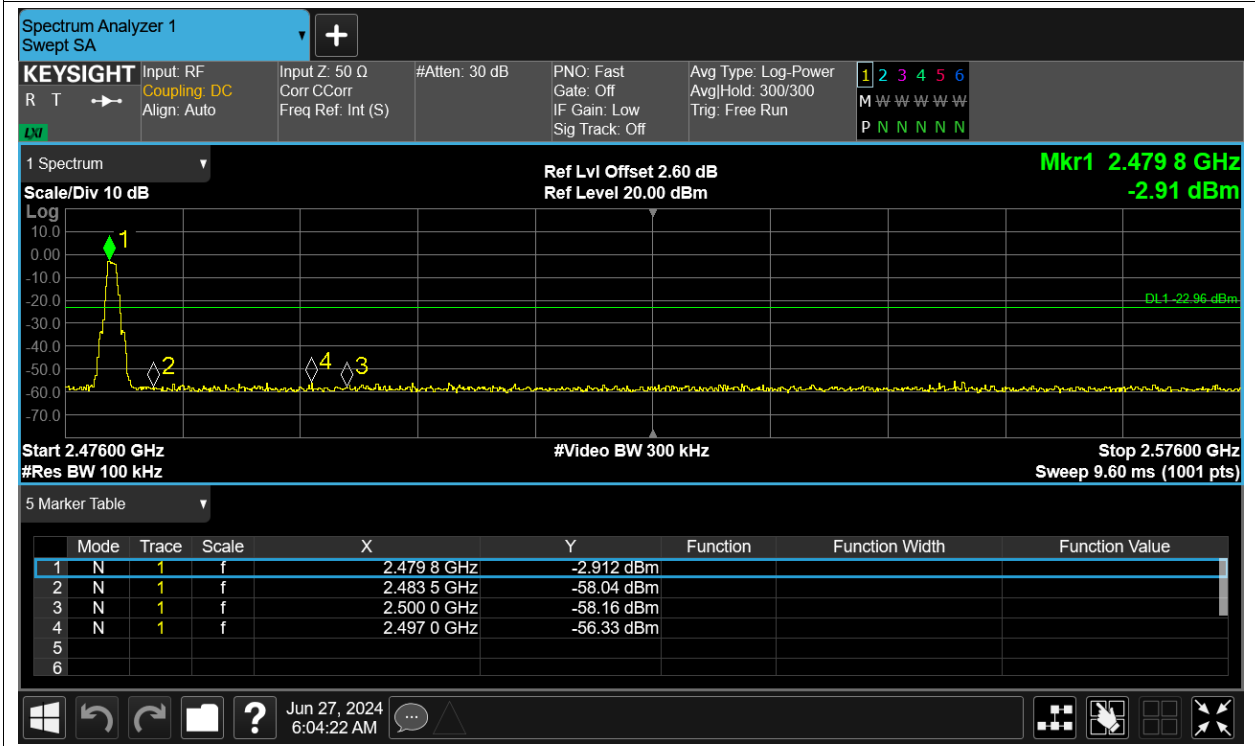 Spectrum Analyzer 1
Swept SA
KEYSIGHT
R T
LXI
Input: RF
Coupling: DC
Align: Auto
Input Z: 50 Ω
Corr CCorr
Freq Ref: Int (S)
#Atten: 30 dB
PNO: Fast
Gate: Off
IF Gain: Low
Sig Track: Off
Avg Type: Log-Power
Avg|Hold: 300/300
Trig: Free Run
1 2 3 4 5 6
M W W W W W
P N N N N N
1 Spectrum
Scale/Div 10 dB
Ref Lvl Offset 2.60 dB
Ref Level 20.00 dBm
Mkr1 2.479 8 GHz
-2.91 dBm
Log
10.0
0.00
-10.0
-20.0
-30.0
-40.0
-50.0
-60.0
-70.0
1
2
4
3
DL1 -22.96 dBm
Start 2.47600 GHz
#Res BW 100 kHz
#Video BW 300 kHz
Stop 2.57600 GHz
Sweep 9.60 ms (1001 pts)
5 Marker Table
Mode Trace Scale X Y Function Function Width Function Value
1 N 1 f 2.479 8 GHz -2.912 dBm
2 N 1 f 2.483 5 GHz -58.04 dBm
3 N 1 f 2.500 0 GHz -58.16 dBm
4 N 1 f 2.497 0 GHz -56.33 dBm
5
6
?
Jun 27, 2024
6:04:22 AM